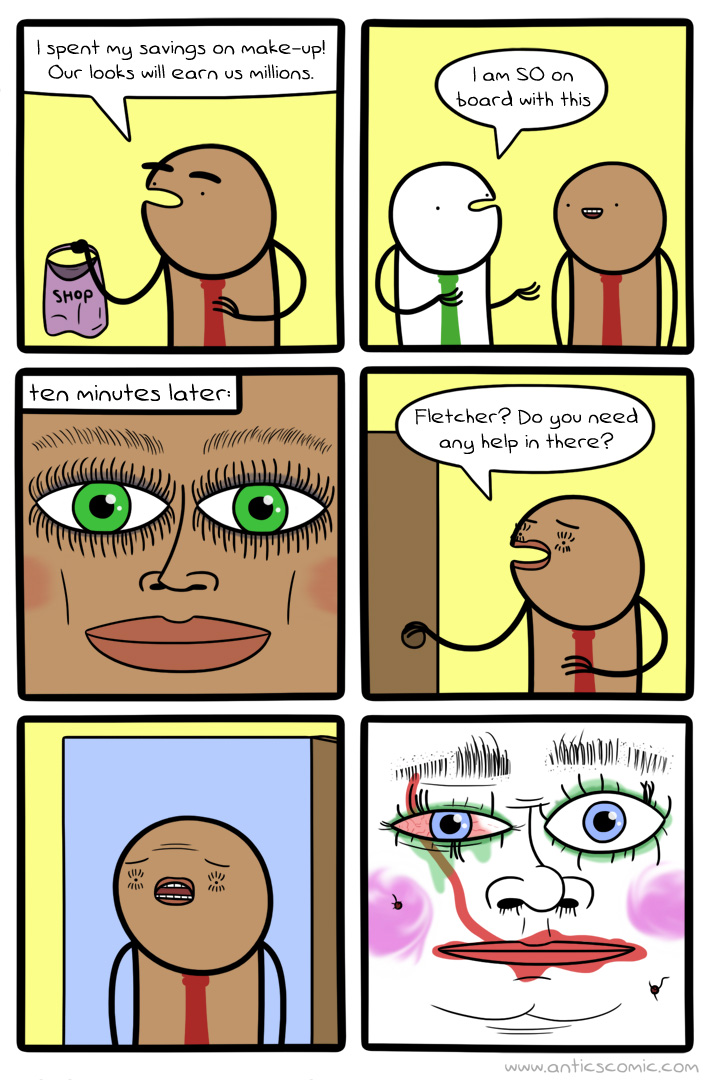 I spent my savings on make-up!
Our looks will earn us millions.
I am SO on
board with this
SHOP
ten minutes later:
Fletcher? Do you need
any help in there?
www.anticscomic.com